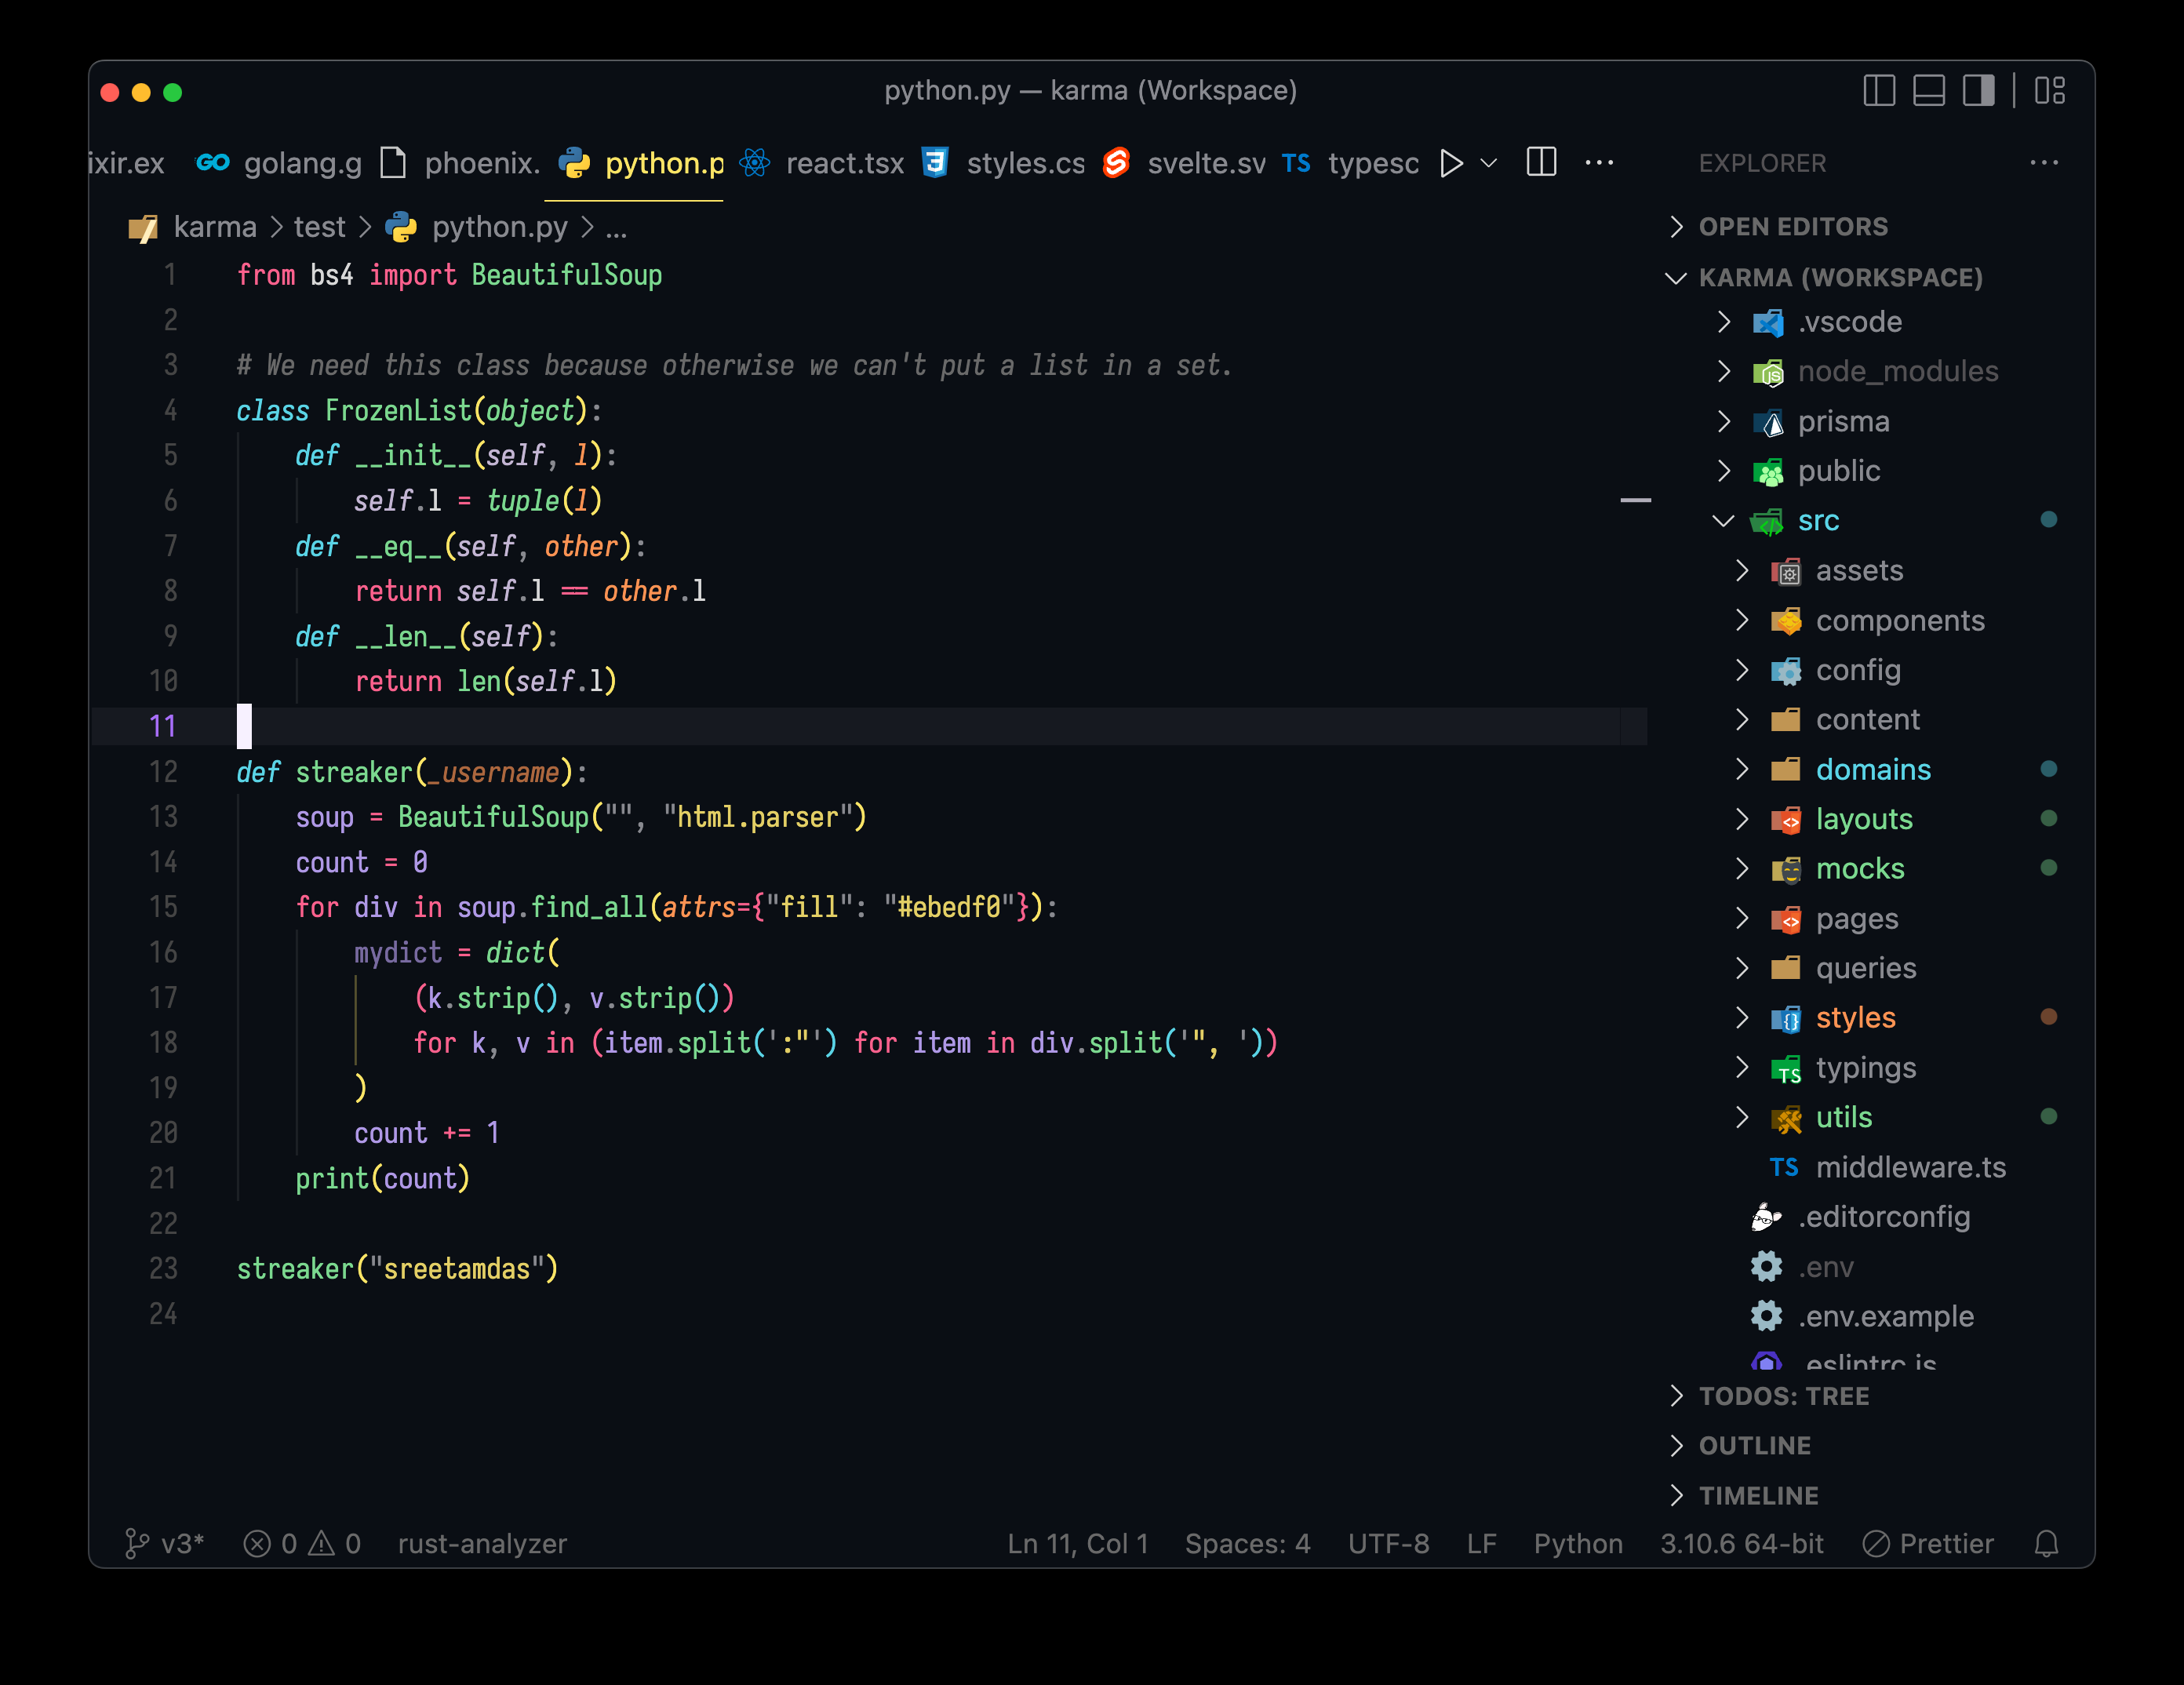 python.py — karma (Workspace)
ixir.ex golang.g phoenix. python.p react.tsx styles.cs svelte.sv TS typesc
karma > test > python.py > ...
1 from bs4 import BeautifulSoup
2
3 # We need this class because otherwise we can't put a list in a set.
4 class FrozenList(object):
5 def __init__(self, l):
6 self.l = tuple(l)
7 def __eq__(self, other):
8 return self.l == other.l
9 def __len__(self):
10 return len(self.l)
11
12 def streaker(_username):
13 soup = BeautifulSoup("", "html.parser")
14 count = 0
15 for div in soup.find_all(attrs={"fill": "#ebedf0"}):
16 mydict = dict(
17 (k.strip(), v.strip())
18 for k, v in (item.split(':"') for item in div.split('", '))
19 )
20 count += 1
21 print(count)
22
23 streaker("sreetamdas")
24
EXPLORER
OPEN EDITORS
KARMA (WORKSPACE)
.vscode
node_modules
prisma
public
src
assets
components
config
content
domains
layouts
mocks
pages
queries
styles
typings
utils
TS middleware.ts
.editorconfig
.env
.env.example
.eslintrc.js
TODOS: TREE
OUTLINE
TIMELINE
v3* 0 0 rust-analyzer Ln 11, Col 1 Spaces: 4 UTF-8 LF Python 3.10.6 64-bit Prettier